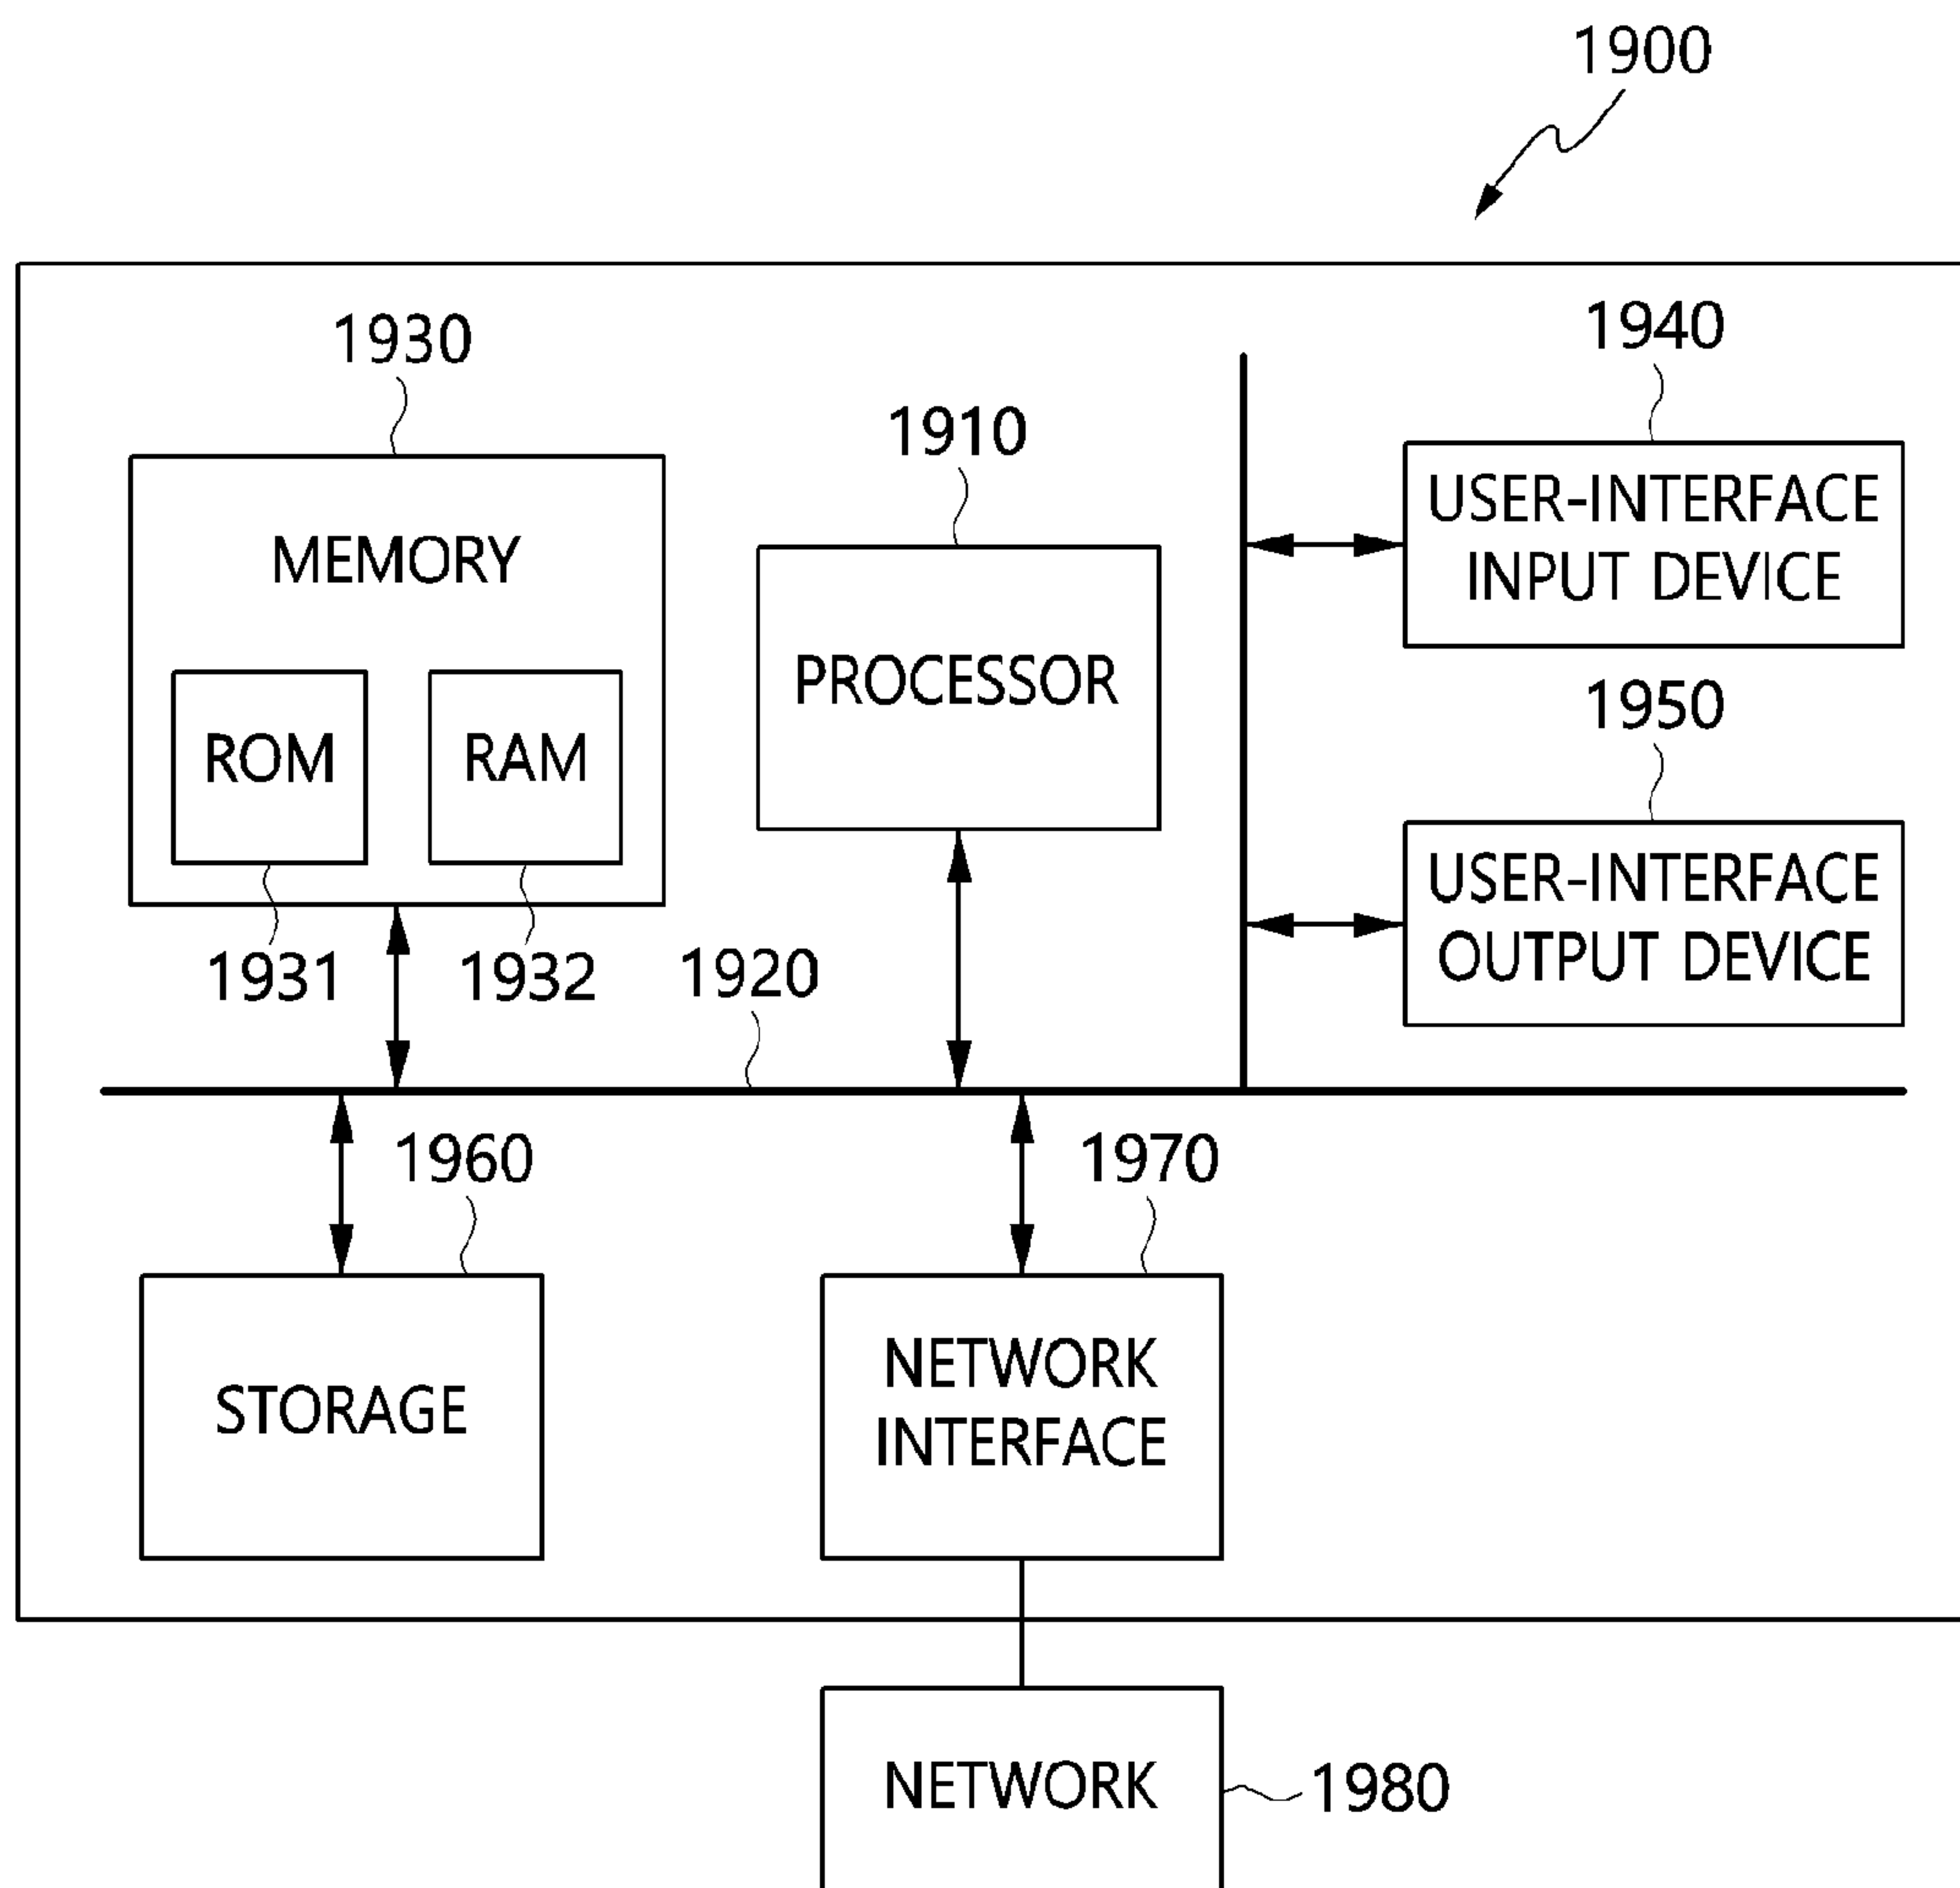 1900
1930
1940
1910
USER-INTERFACE
INPUT DEVICE
MEMORY
PROCESSOR
ROM
RAM
1950
USER-INTERFACE
OUTPUT DEVICE
1931
1932
1920
1960
1970
STORAGE
NETWORK
INTERFACE
NETWORK
1980